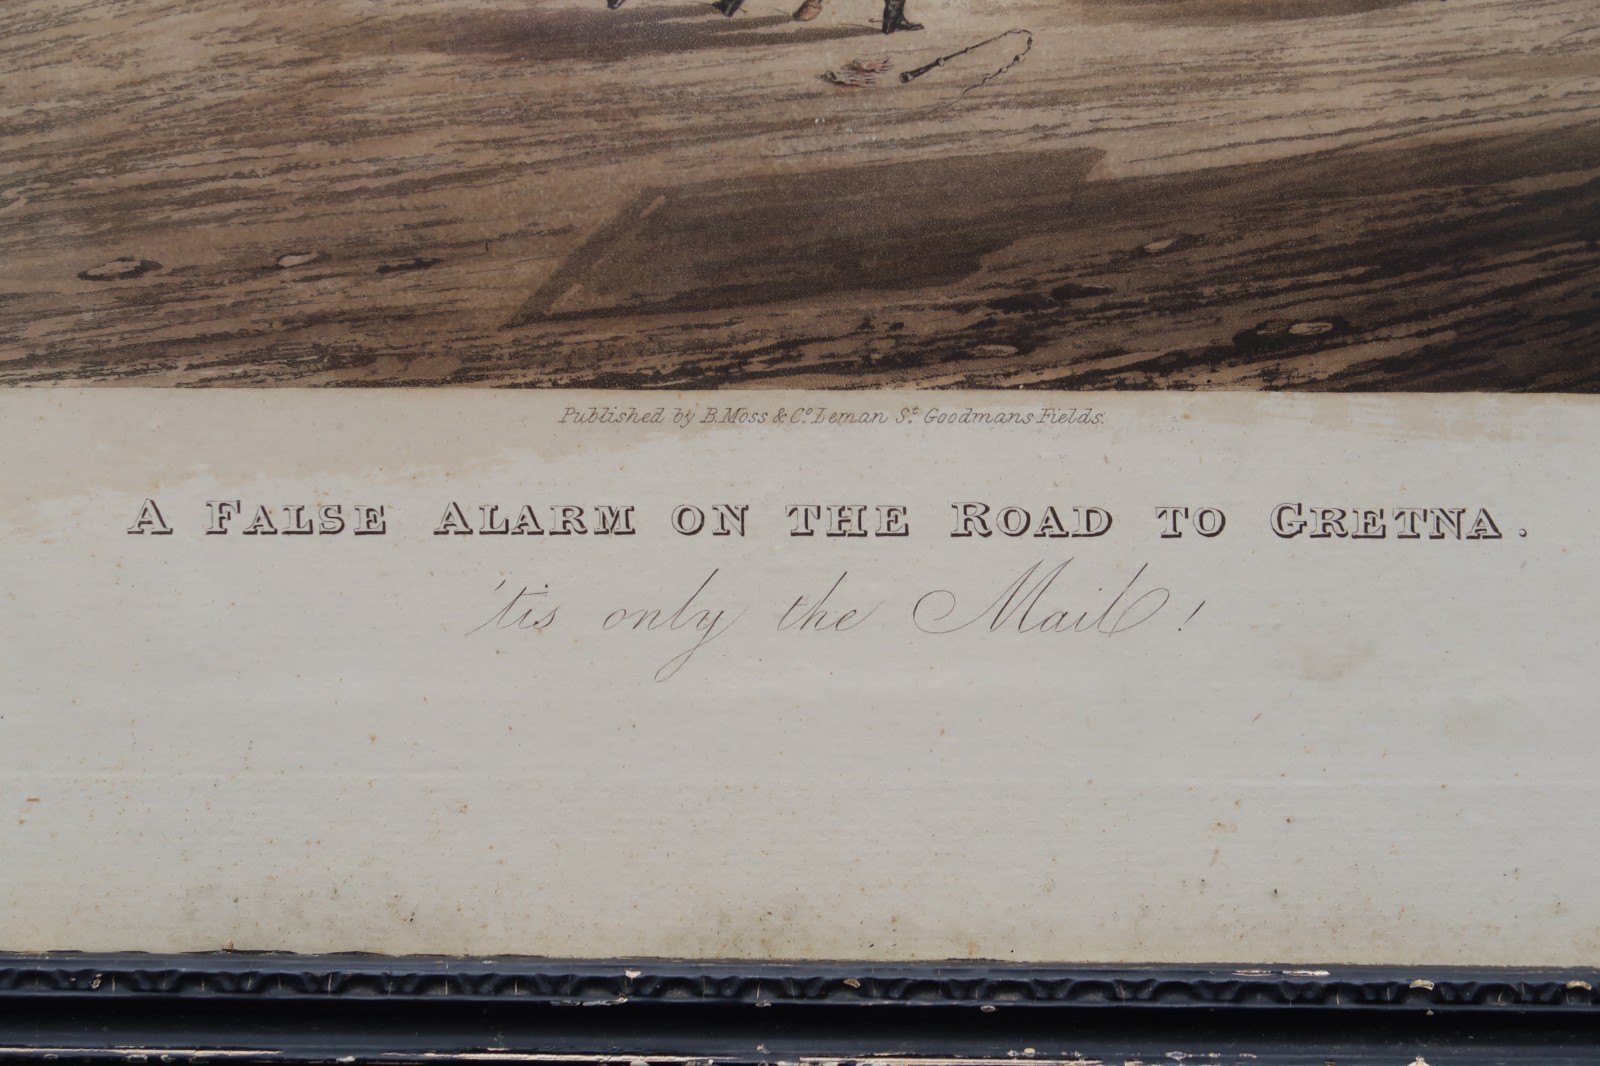 Published by B. Moss & Co. Leman St. Goodmans Fields.
A False Alarm on the Road to Gretna.
'tis only the Mail!